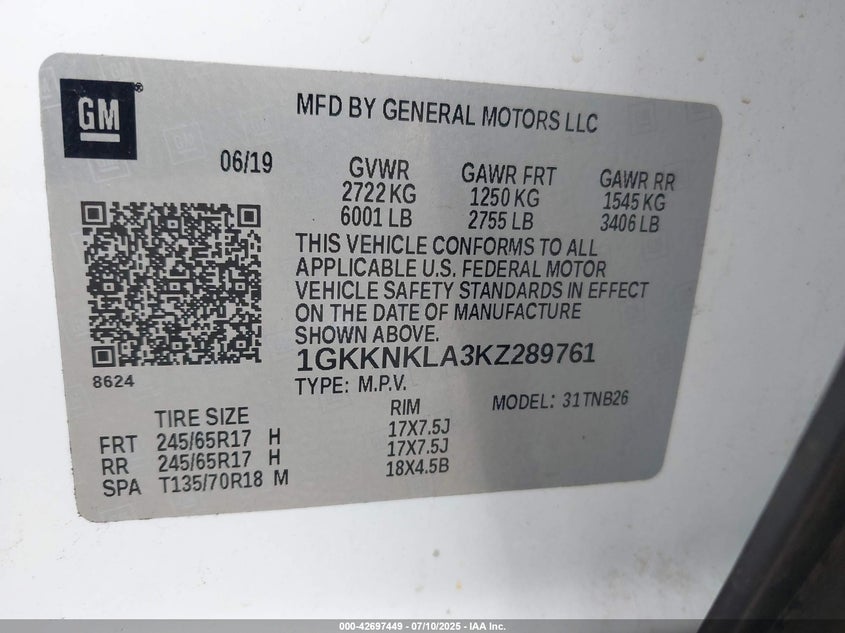 GM
MFD BY GENERAL MOTORS LLC
06/19
GVWR
2722 KG
6001 LB
GAWR FRT
1250 KG
2755 LB
GAWR RR
1545 KG
3406 LB
THIS VEHICLE CONFORMS TO ALL
APPLICABLE U.S. FEDERAL MOTOR
VEHICLE SAFETY STANDARDS IN EFFECT
ON THE DATE OF MANUFACTURE
SHOWN ABOVE.
1GKKNKLA3KZ289761
8624
TYPE: M.P.V.
MODEL: 31TNB26
TIRE SIZE RIM
FRT 245/65R17 H 17X7.5J
RR 245/65R17 H 17X7.5J
SPA T135/70R18 M 18X4.5B
000-42697449 - 07/10/2025 - IAA Inc.